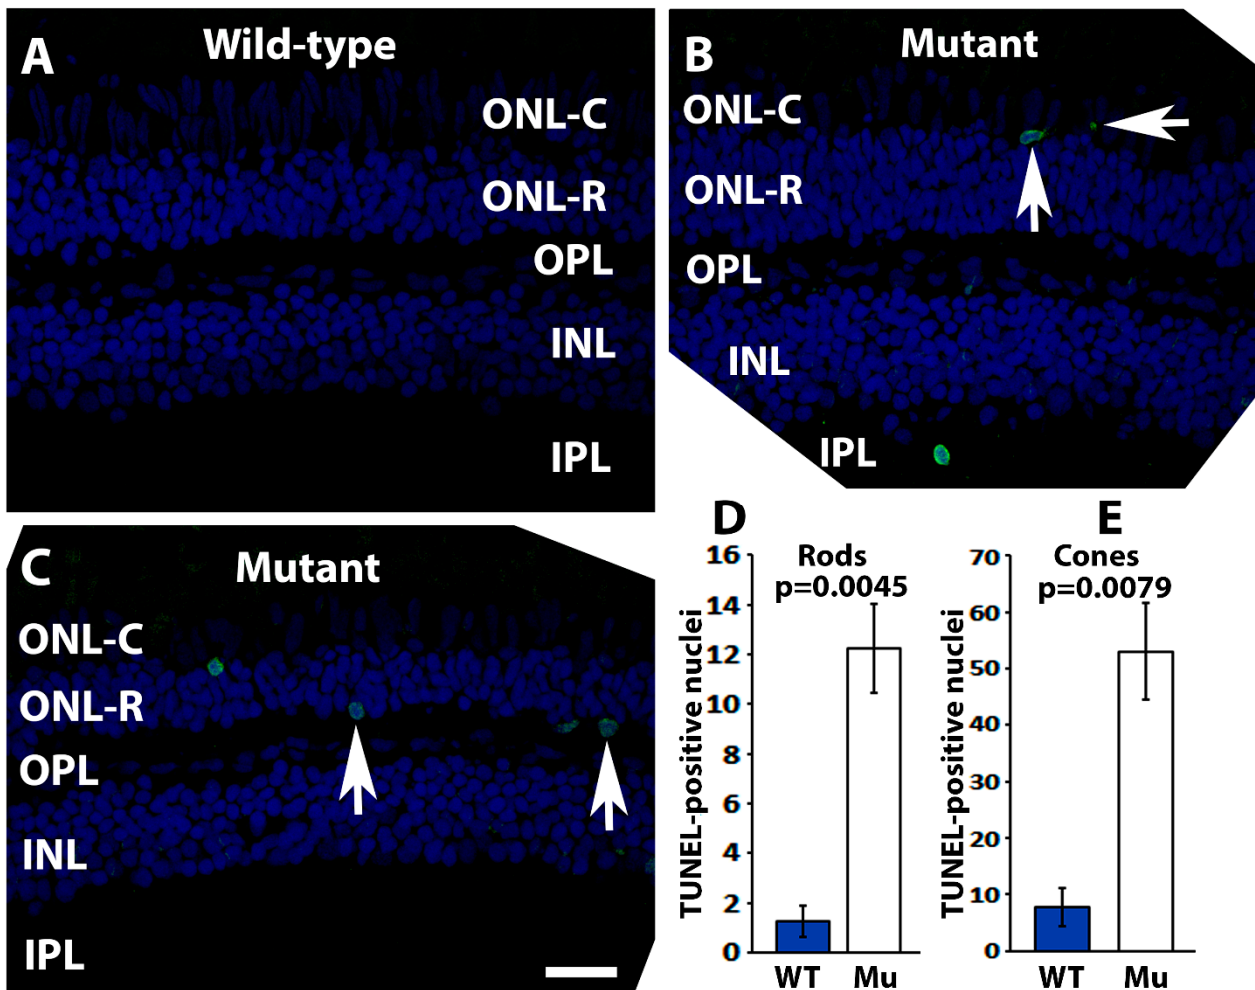 A
Wild-type
ONL-C
ONL-R
OPL
INL
IPL
B
Mutant
ONL-C
ONL-R
OPL
INL
IPL
C
Mutant
ONL-C
ONL-R
OPL
INL
IPL
D
Rods
p=0.0045
TUNEL-positive nuclei
16
14
12
10
8
6
4
2
0
WT Mu
E
Cones
p=0.0079
TUNEL-positive nuclei
70
60
50
40
30
20
10
0
WT Mu